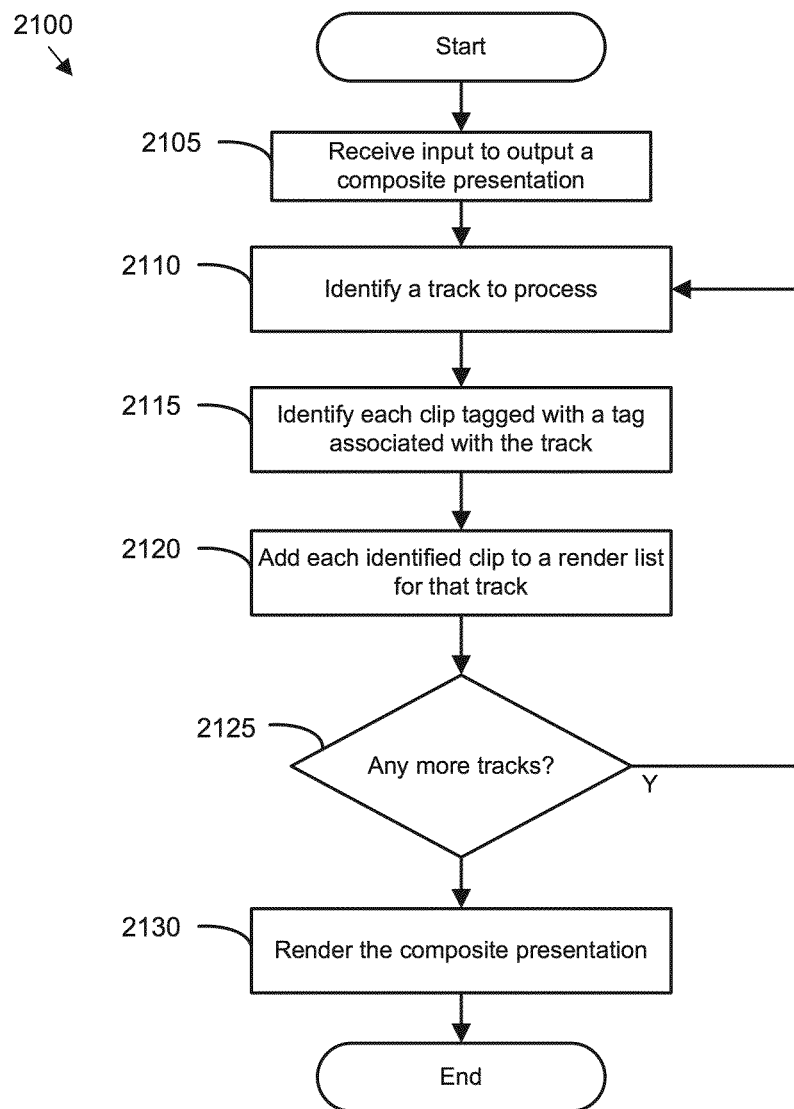 2100
Start
2105
Receive input to output a
composite presentation
2110
Identify a track to process
2115
Identify each clip tagged with a tag
associated with the track
2120
Add each identified clip to a render list
for that track
2125
Any more tracks?
Y
2130
Render the composite presentation
End